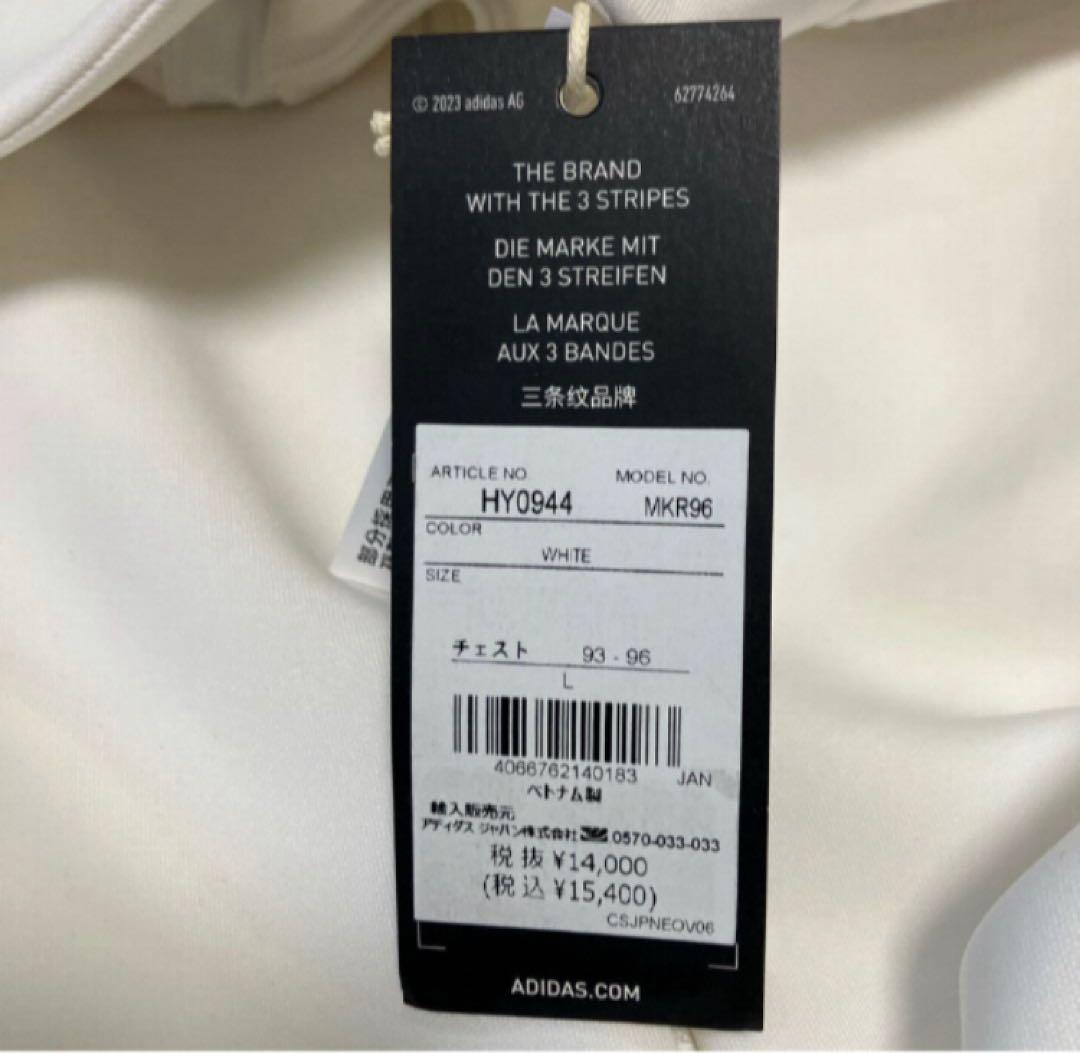 © 2023 adidas AG
62774264
THE BRAND
WITH THE 3 STRIPES
DIE MARKE MIT
DEN 3 STREIFEN
LA MARQUE
AUX 3 BANDES
三条纹品牌
ARTICLE NO
MODEL NO.
HY0944
MKR96
COLOR
WHITE
SIZE
チェスト 93 - 96
L
4066762140183 JAN
ベトナム製
輸入販売元
アディダス ジャパン株式会社 0570-033-033
税抜 ¥14,000
(税込 ¥15,400)
CSJPNEOV06
ADIDAS.COM
部分採